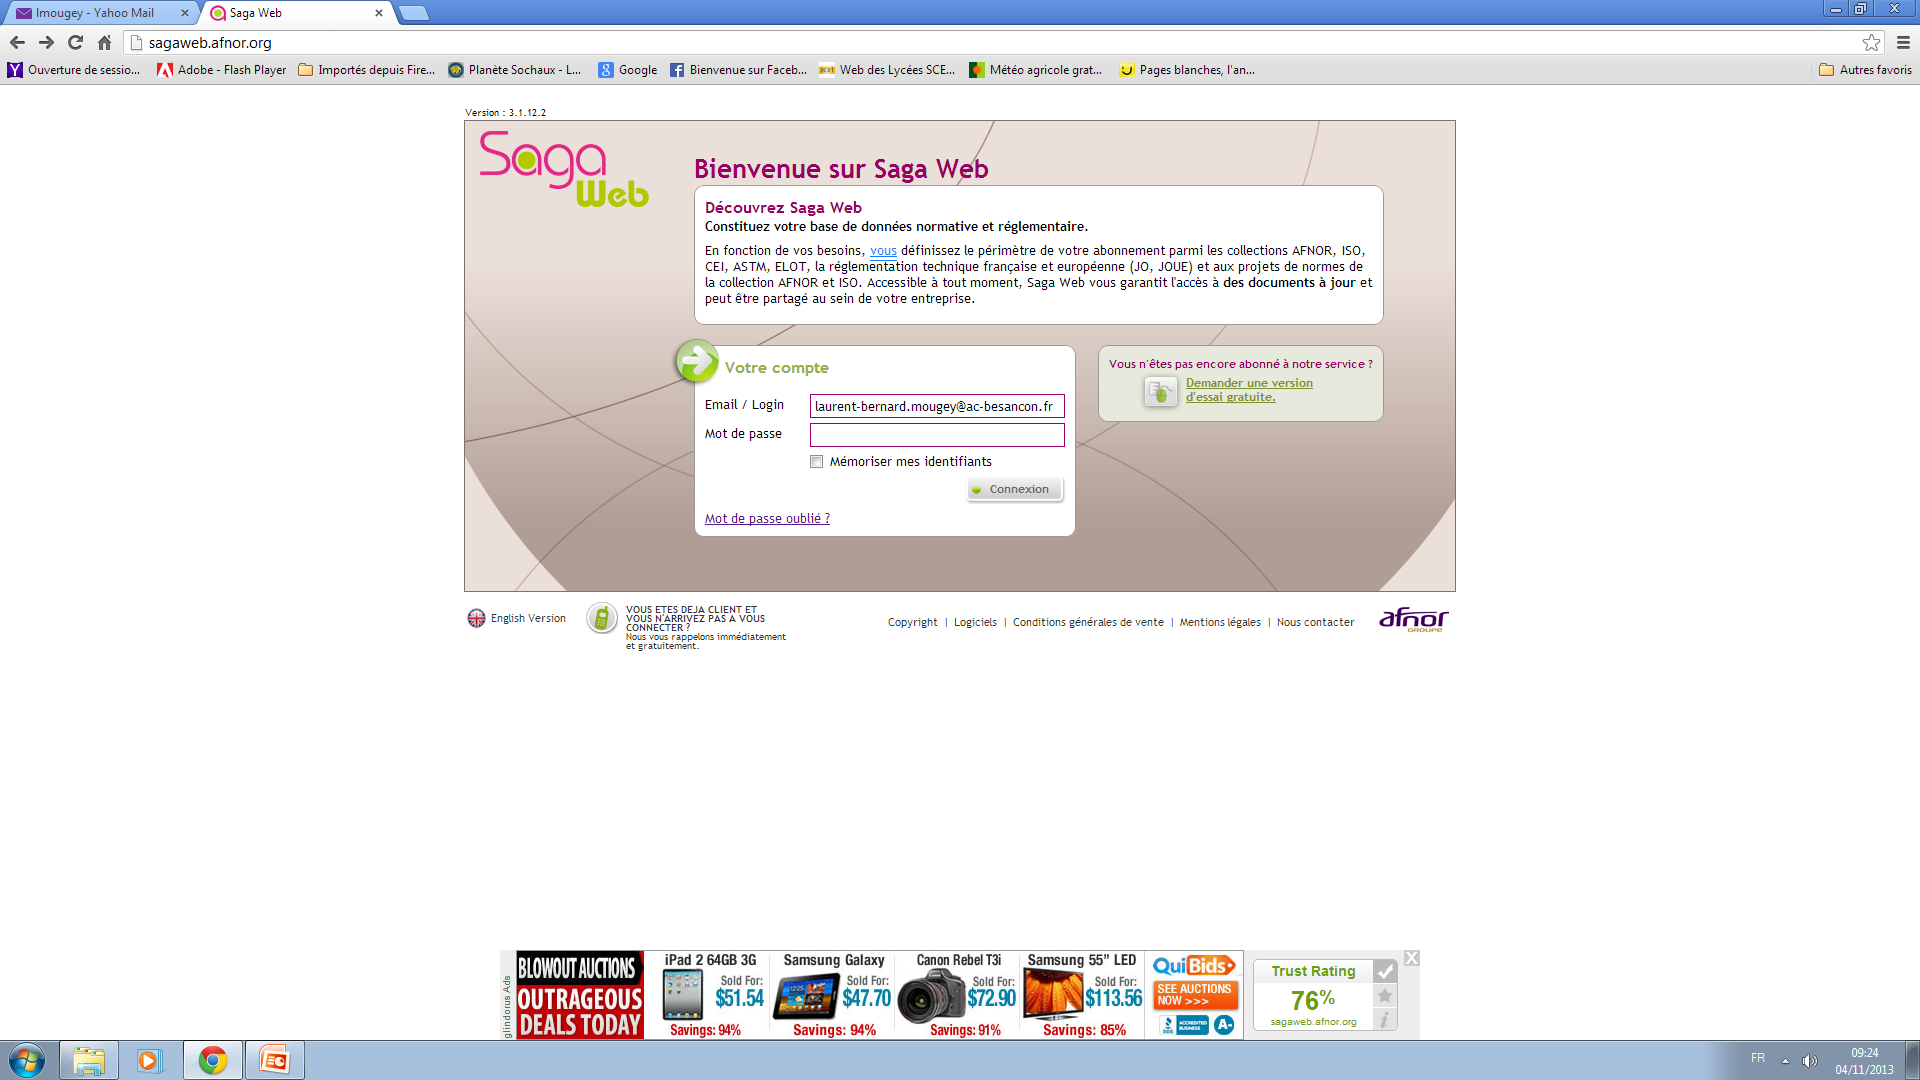 lmougey - Yahoo Mail
Saga Web
sagaweb.afnor.org
Ouverture de sessio...
Adobe - Flash Player
Importés depuis Fire...
Planète Sochaux - L...
Google
Bienvenue sur Faceb...
Web des Lycées SCE...
Météo agricole grat...
Pages blanches, l'an...
Autres favoris
Version : 3.1.12.2
Saga
Web
Bienvenue sur Saga Web
Découvrez Saga Web
Constituez votre base de données normative et réglementaire.
En fonction de vos besoins, vous définissez le périmètre de votre abonnement parmi les collections AFNOR, ISO,
CEI, ASTM, ELOT, la réglementation technique française et européenne (JO, JOUE) et aux projets de normes de
la collection AFNOR et ISO. Accessible à tout moment, Saga Web vous garantit l'accès à des documents à jour et
peut être partagé au sein de votre entreprise.
Votre compte
Email / Login
laurent-bernard.mougey@ac-besancon.fr
Mot de passe
Mémoriser mes identifiants
Connexion
Mot de passe oublié ?
Vous n'êtes pas encore abonné à notre service ?
Demander une version
d'essai gratuite.
English Version
VOUS ETES DEJA CLIENT ET
VOUS N'ARRIVEZ PAS A VOUS
CONNECTER ?
Nous vous rappelons immédiatement
et gratuitement.
Copyright | Logiciels | Conditions générales de vente | Mentions légales | Nous contacter
afnor
GROUPE
glindorus Ads
BLOWOUT AUCTIONS
OUTRAGEOUS
DEALS TODAY
iPad 2 64GB 3G
Sold For:
$51.54
Savings: 94%
Samsung Galaxy
Sold For:
$47.70
Savings: 94%
Canon Rebel T3i
Sold For:
$72.90
Savings: 91%
Samsung 55” LED
Sold For:
$113.56
Savings: 85%
QuiBids
SEE AUCTIONS
NOW >>>
ACCREDITED
BUSINESS
A-
Trust Rating
76%
sagaweb.afnor.org
X
FR
09:24
04/11/2013